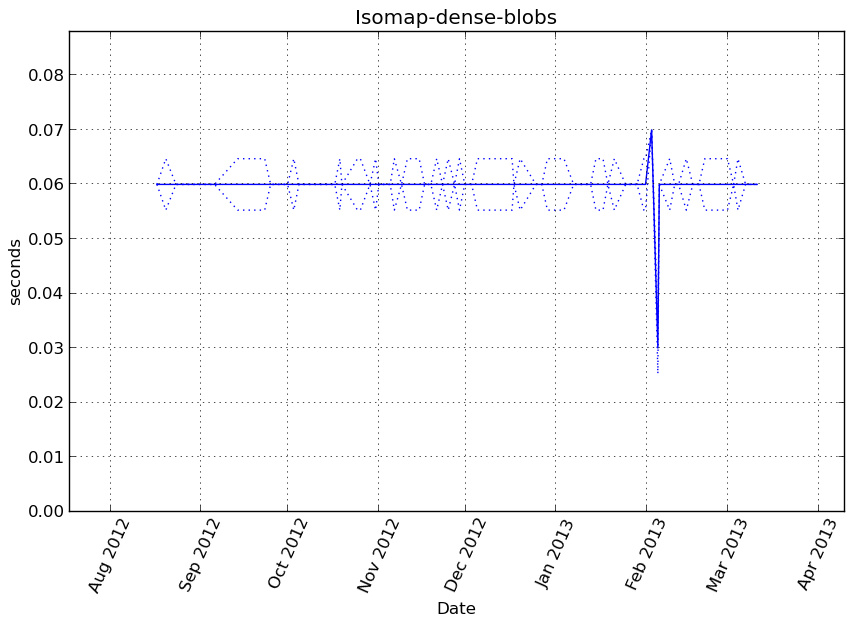 Isomap-dense-blobs
0.08
0.07
0.06
0.05
0.04
0.03
0.02
0.01
0.00
seconds
Aug 2012
Sep 2012
Oct 2012
Nov 2012
Dec 2012
Jan 2013
Feb 2013
Mar 2013
Apr 2013
Date